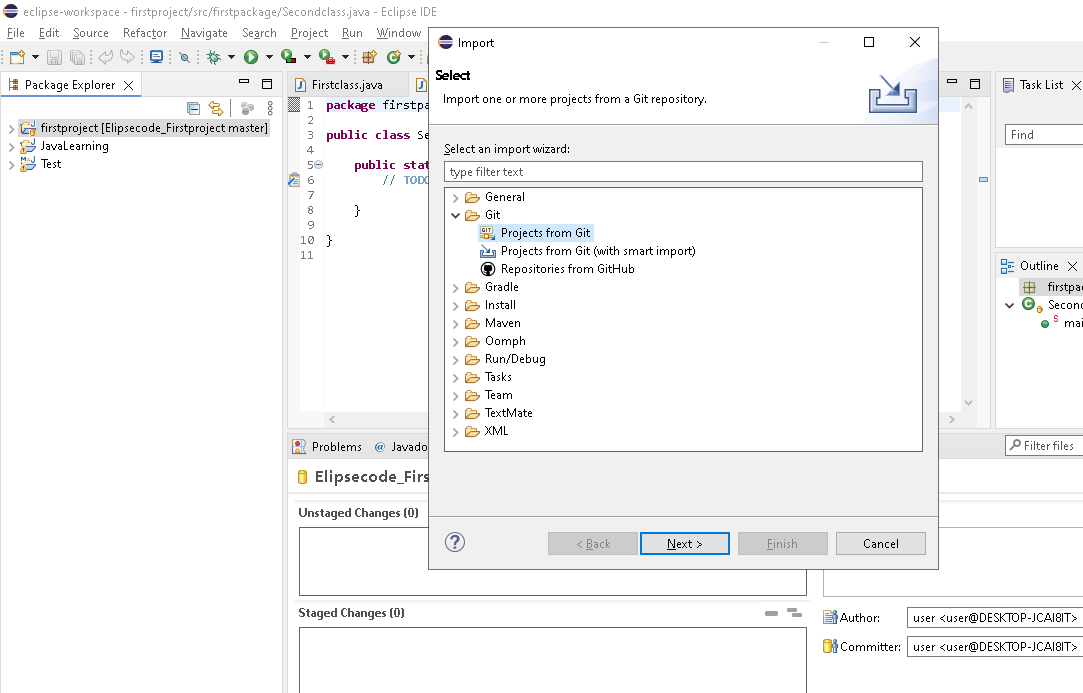 eclipse-workspace - firstproject/src/firstpackage/Secondclass.java - Eclipse IDE
File Edit Source Refactor Navigate Search Project Run Window
Package Explorer
firstproject [Elipsecode_Firstproject master]
JavaLearning
Test
Firstclass.java
1 package firstpa
2
3 public class Se
4
5 public stat
6 // TODO
7
8 }
9
10 }
11
Import
Select
Import one or more projects from a Git repository.
Select an import wizard:
type filter text
General
Git
Projects from Git
Projects from Git (with smart import)
Repositories from GitHub
Gradle
Install
Maven
Oomph
Run/Debug
Tasks
Team
TextMate
XML
? < Back Next > Finish Cancel
Task List
Find
Outline
firstpac
Second
mai
Problems @ Javado
Filter files
Elipsecode_Firs
Unstaged Changes (0)
Staged Changes (0)
Author: user <user@DESKTOP-JCAI8IT>
Committer: user <user@DESKTOP-JCAI8IT>